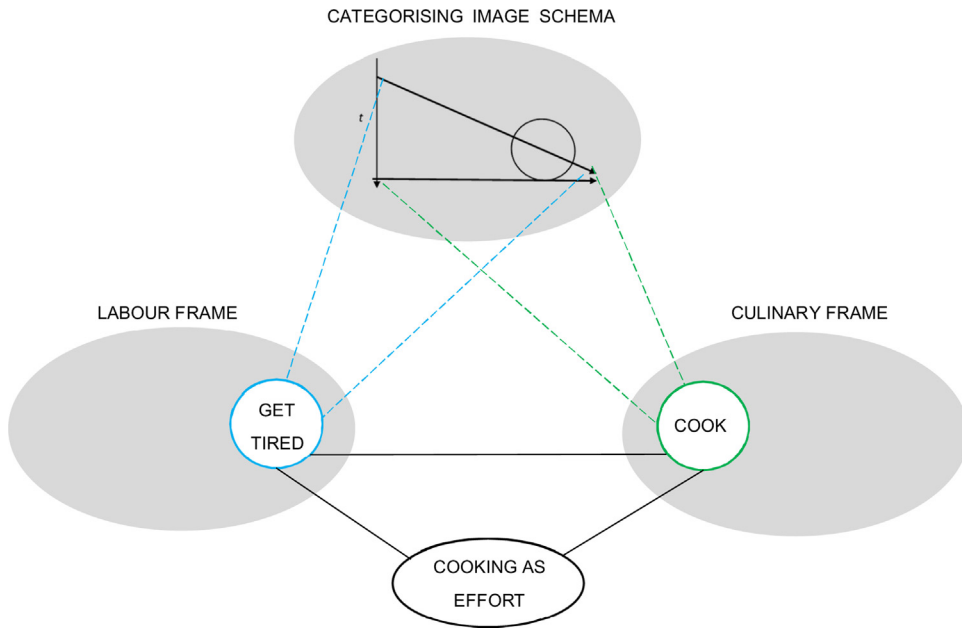 CATEGORISING IMAGE SCHEMA
t
LABOUR FRAME
CULINARY FRAME
GET
TIRED
COOK
COOKING AS
EFFORT